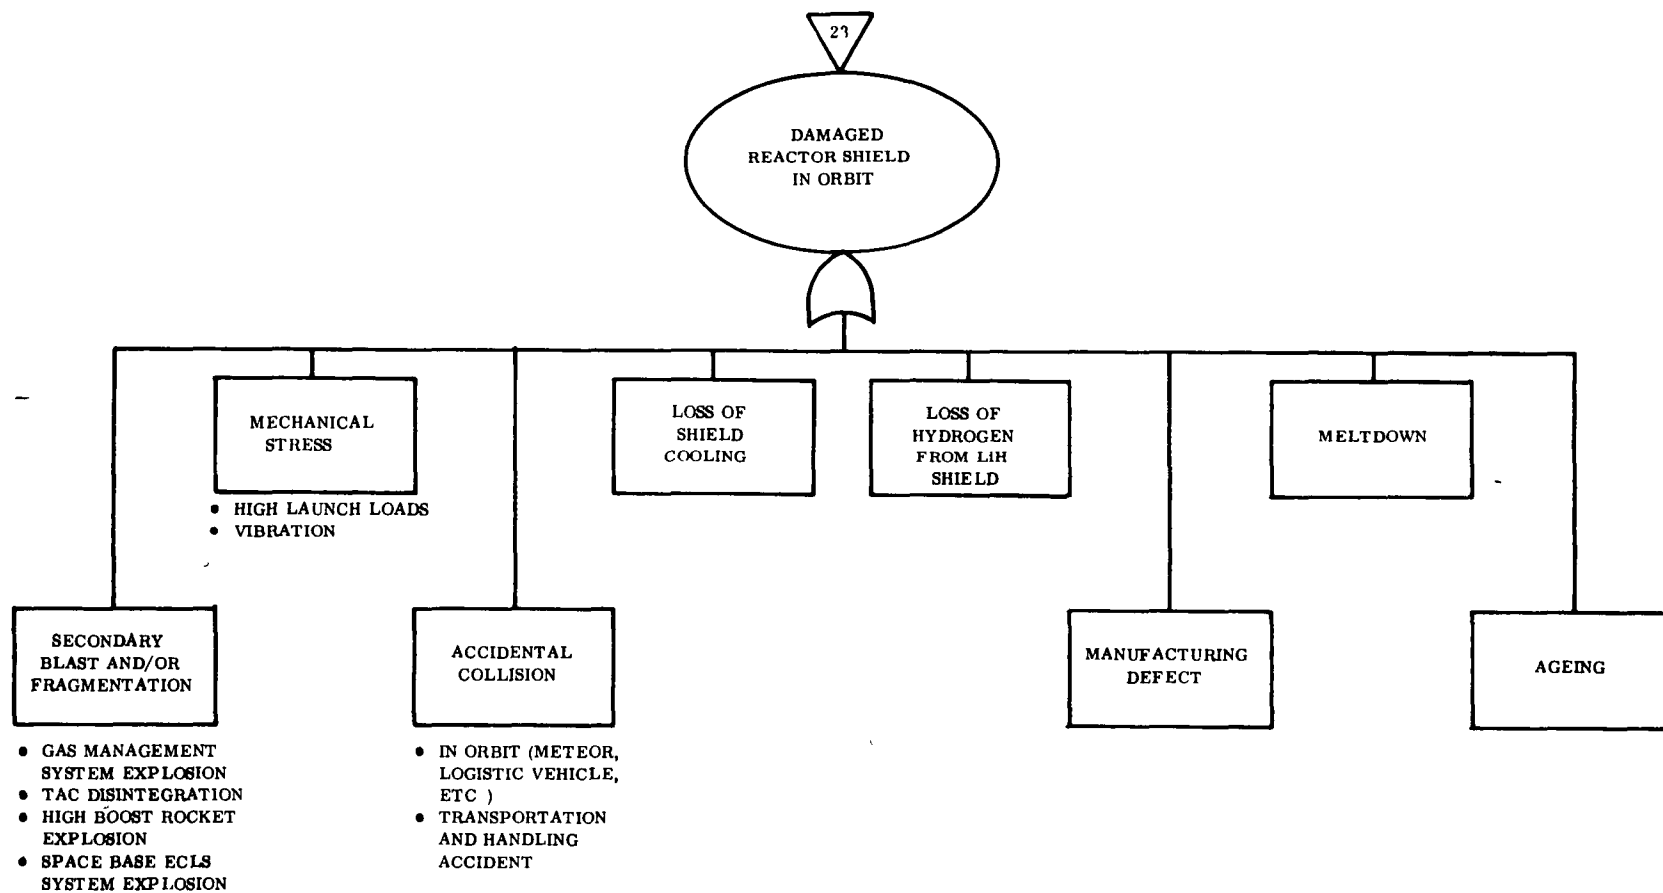 23
DAMAGED
REACTOR SHIELD
IN ORBIT
MECHANICAL
STRESS
• HIGH LAUNCH LOADS
• VIBRATION
LOSS OF
SHIELD
COOLING
LOSS OF
HYDROGEN
FROM LiH
SHIELD
MELTDOWN
SECONDARY
BLAST AND/OR
FRAGMENTATION
• GAS MANAGEMENT
SYSTEM EXPLOSION
• TAC DISINTEGRATION
• HIGH BOOST ROCKET
EXPLOSION
• SPACE BASE ECLS
SYSTEM EXPLOSION
ACCIDENTAL
COLLISION
• IN ORBIT (METEOR,
LOGISTIC VEHICLE,
ETC )
• TRANSPORTATION
AND HANDLING
ACCIDENT
MANUFACTURING
DEFECT
AGEING